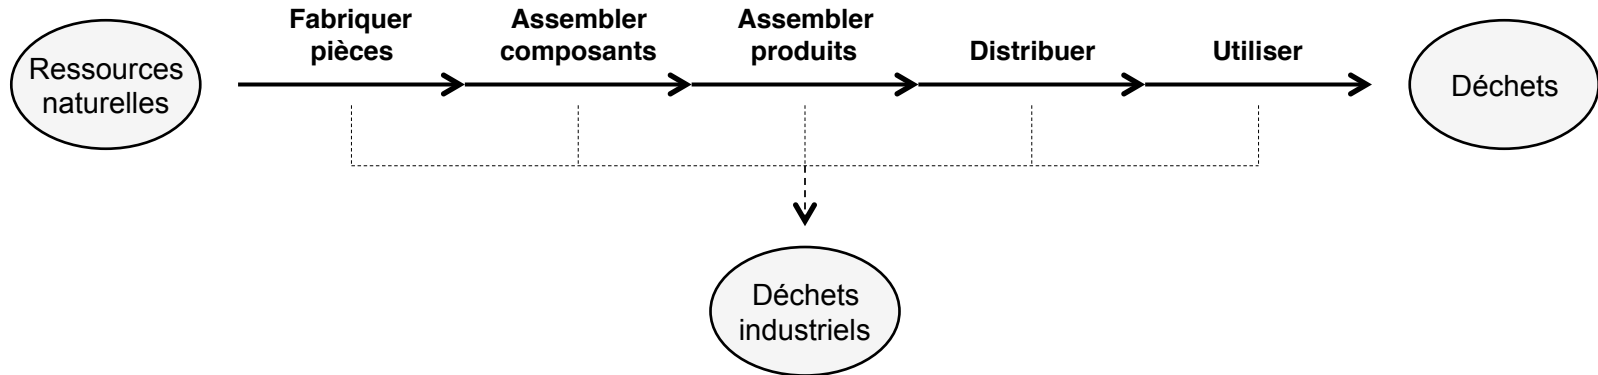 Ressources
naturelles
Fabriquer
pièces
Assembler
composants
Assembler
produits
Distribuer
Utiliser
Déchets
Déchets
industriels